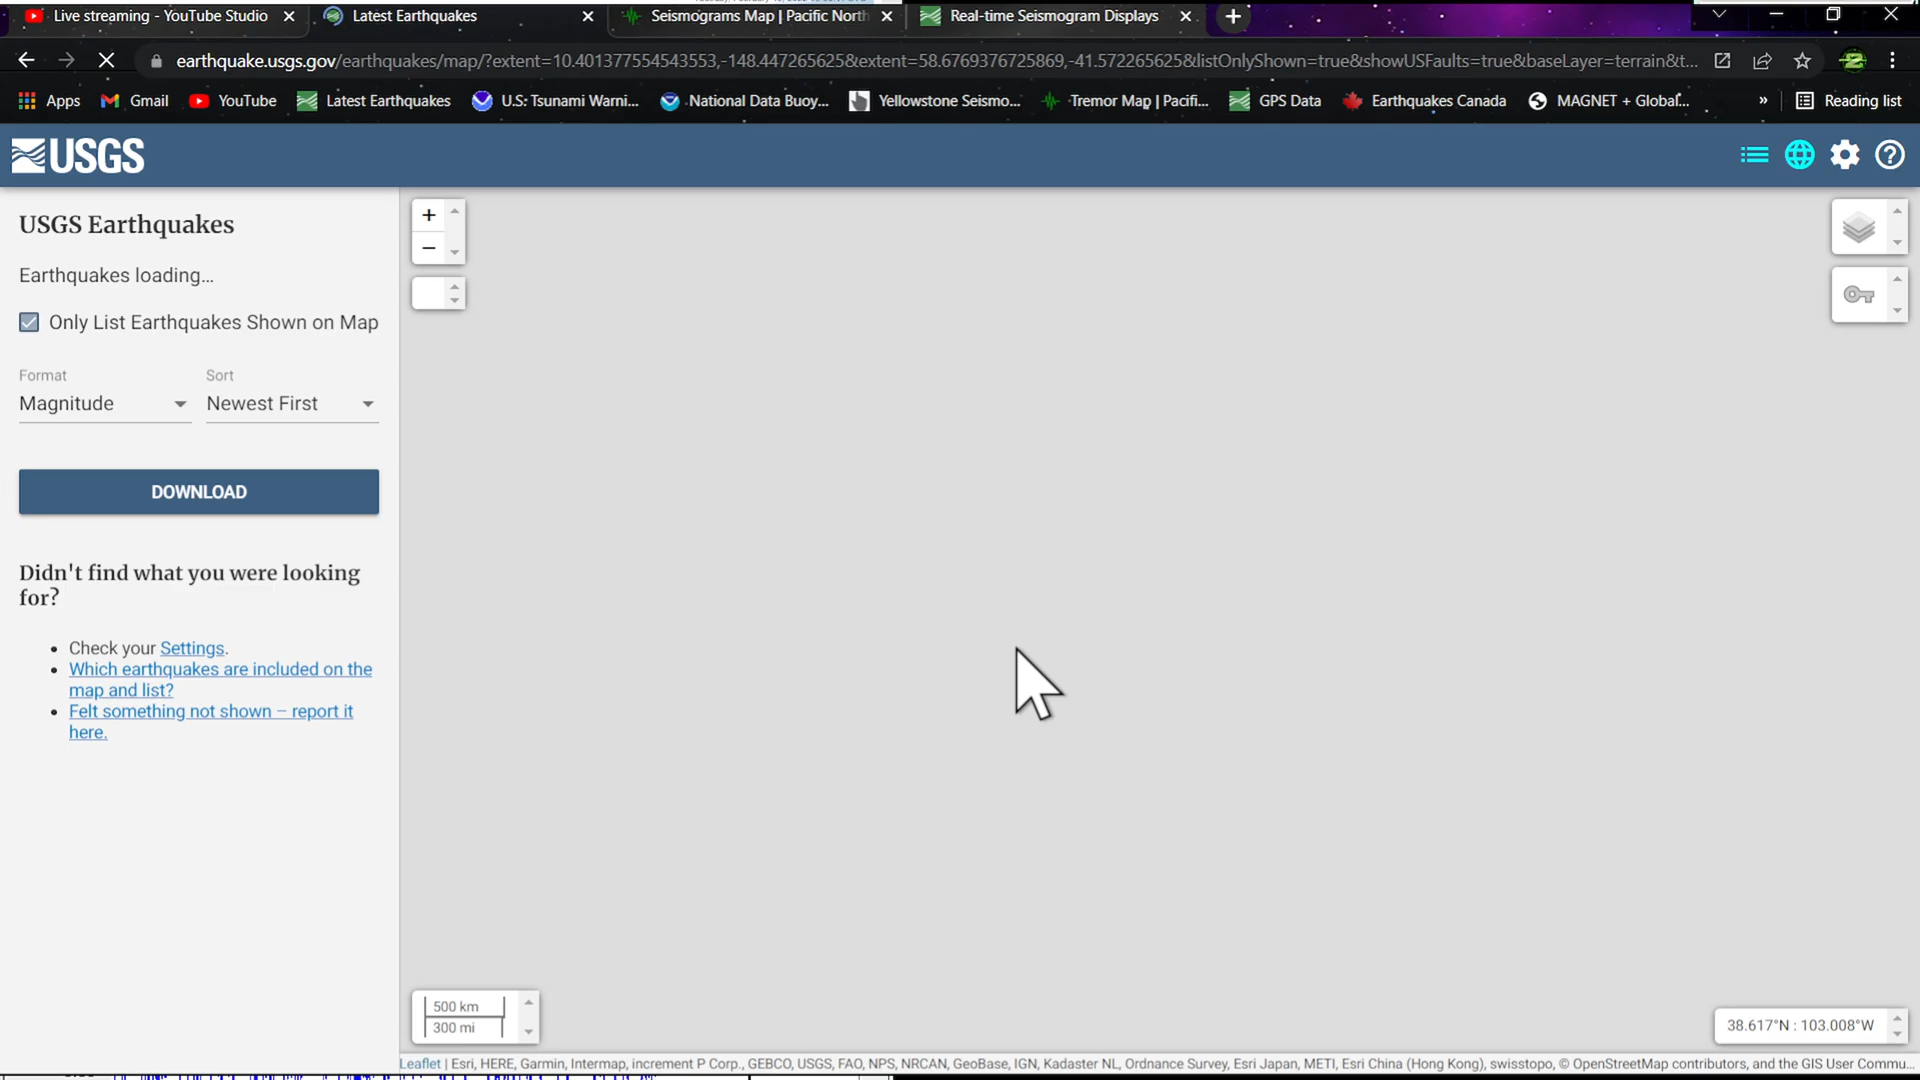 Live streaming - YouTube Studio
Latest Earthquakes
Seismograms Map | Pacific North
Real-time Seismogram Displays
earthquake.usgs.gov/earthquakes/map/?extent=10.401377554543553,-148.447265625&extent=58.6769376725869,-41.572265625&listOnlyShown=true&showUSFaults=true&baseLayer=terrain&t...
Apps
Gmail
YouTube
Latest Earthquakes
U.S. Tsunami Warni...
National Data Buoy...
Yellowstone Seismo...
Tremor Map | Pacifi...
GPS Data
Earthquakes Canada
MAGNET + Global...
»
Reading list
USGS
USGS Earthquakes
Earthquakes loading...
Only List Earthquakes Shown on Map
Format
Sort
Magnitude
Newest First
DOWNLOAD
Didn't find what you were looking
for?
Check your Settings.
Which earthquakes are included on the
map and list?
Felt something not shown – report it
here.
+
−
500 km
300 mi
38.617°N : 103.008°W
Leaflet | Esri, HERE, Garmin, Intermap, increment P Corp., GEBCO, USGS, FAO, NPS, NRCAN, GeoBase, IGN, Kadaster NL, Ordnance Survey, Esri Japan, METI, Esri China (Hong Kong), swisstopo, © OpenStreetMap contributors, and the GIS User Commu...